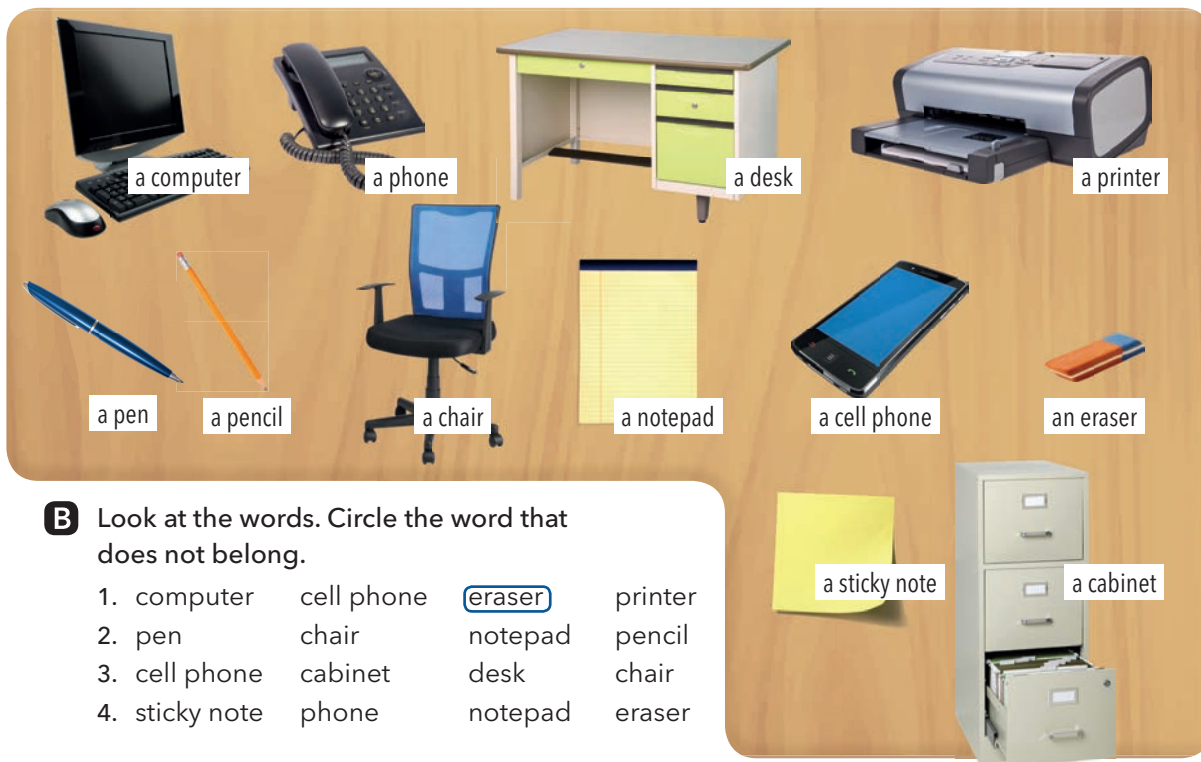 a computer
a phone
a desk
a printer
a pen
a pencil
a chair
a notepad
a cell phone
an eraser
a sticky note
a cabinet
B Look at the words. Circle the word that
does not belong.
1. computer cell phone eraser printer
2. pen chair notepad pencil
3. cell phone cabinet desk chair
4. sticky note phone notepad eraser